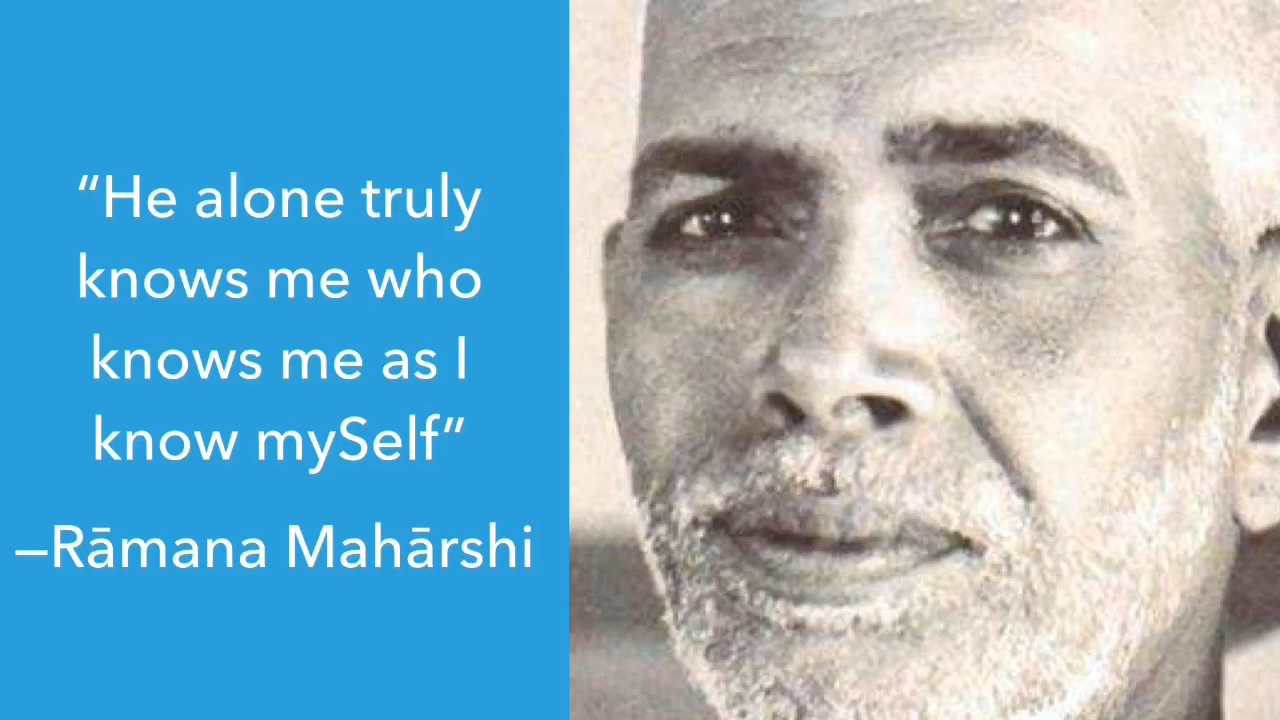 “He alone truly
knows me who
knows me as I
know mySelf”
—Rāmana Mahārshi